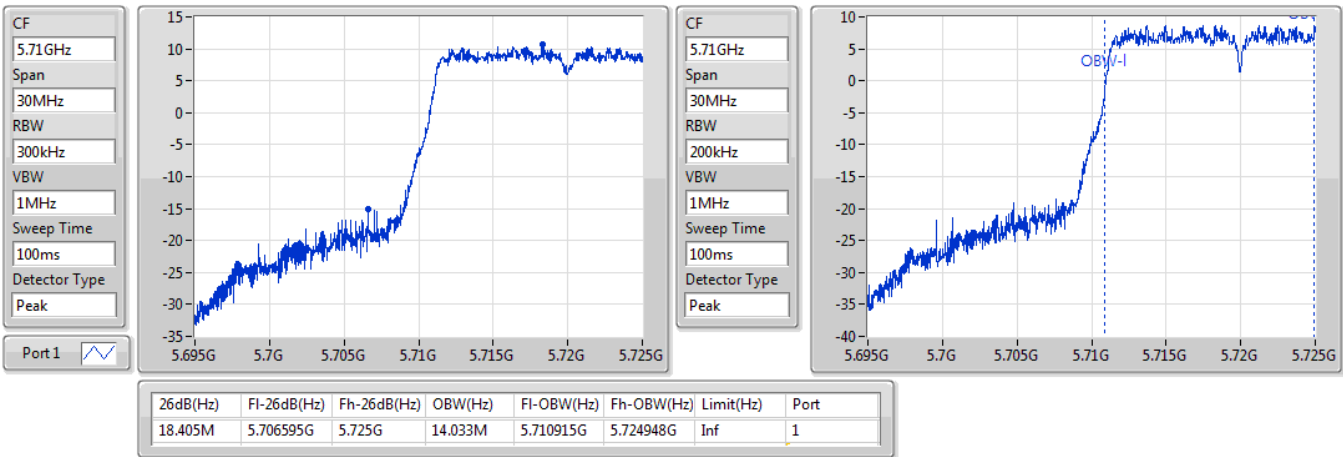 CF
5.71GHz
Span
30MHz
RBW
300kHz
VBW
1MHz
Sweep Time
100ms
Detector Type
Peak
Port 1
15
10
5
0
-5
-10
-15
-20
-25
-30
-35
5.695G 5.7G 5.705G 5.71G 5.715G 5.72G 5.725G
CF
5.71GHz
Span
30MHz
RBW
200kHz
VBW
1MHz
Sweep Time
100ms
Detector Type
Peak
10
5
0
-5
-10
-15
-20
-25
-30
-35
-40
OBW-l
5.695G 5.7G 5.705G 5.71G 5.715G 5.72G 5.725G
26dB(Hz) Fl-26dB(Hz) Fh-26dB(Hz) OBW(Hz) Fl-OBW(Hz) Fh-OBW(Hz) Limit(Hz) Port
18.405M 5.706595G 5.725G 14.033M 5.710915G 5.724948G Inf 1